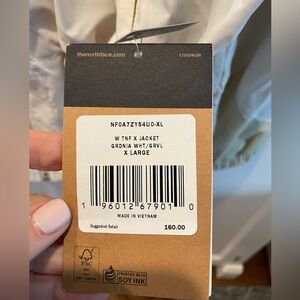 thenorthface.com
NF0A7ZY54U0-XL
W TNF X JACKET
GRDNIA WHT/GRVL
X LARGE
1 96012 67901 0
MADE IN VIETNAM
Suggested Retail 160.00
FSC
PRINTED WITH
SOY INK